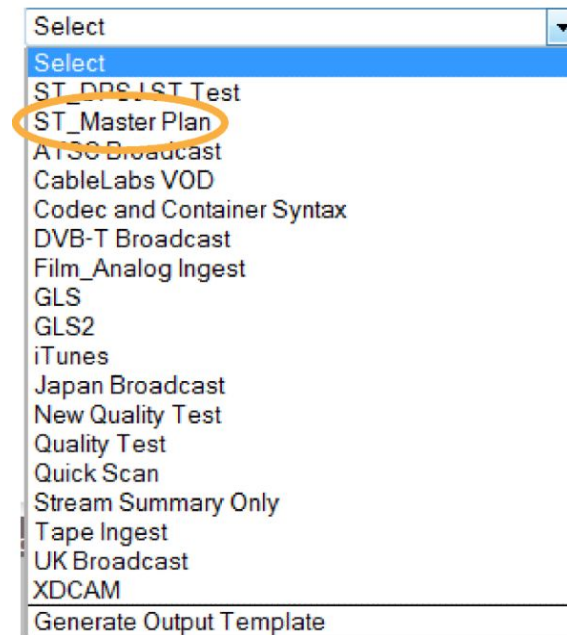 Select
Select
ST_DPSJ ST Test
ST_Master Plan
ATSC Broadcast
CableLabs VOD
Codec and Container Syntax
DVB-T Broadcast
Film_Analog Ingest
GLS
GLS2
iTunes
Japan Broadcast
New Quality Test
Quality Test
Quick Scan
Stream Summary Only
Tape Ingest
UK Broadcast
XDCAM
Generate Output Template